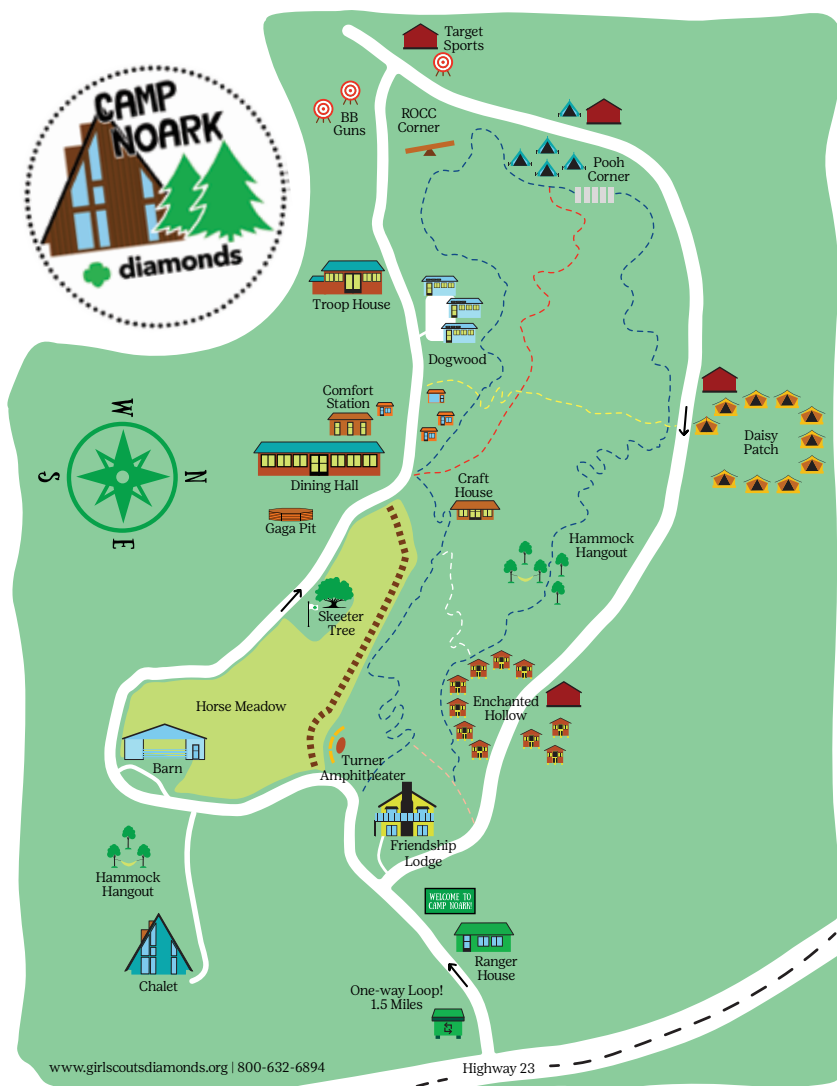 CAMP
NOARK
diamonds
Target
Sports
BB
Guns
ROCC
Corner
Pooh
Corner
Troop House
Dogwood
Comfort
Station
Dining Hall
Gaga Pit
Craft
House
Daisy
Patch
Hammock
Hangout
W
S
N
E
Skeeter
Tree
Horse Meadow
Enchanted
Hollow
Barn
Turner
Amphitheater
Friendship
Lodge
Hammock
Hangout
WELCOME TO
CAMP NOARK!
Ranger
House
Chalet
One-way Loop!
1.5 Miles
www.girlscoutsdiamonds.org | 800-632-6894
Highway 23